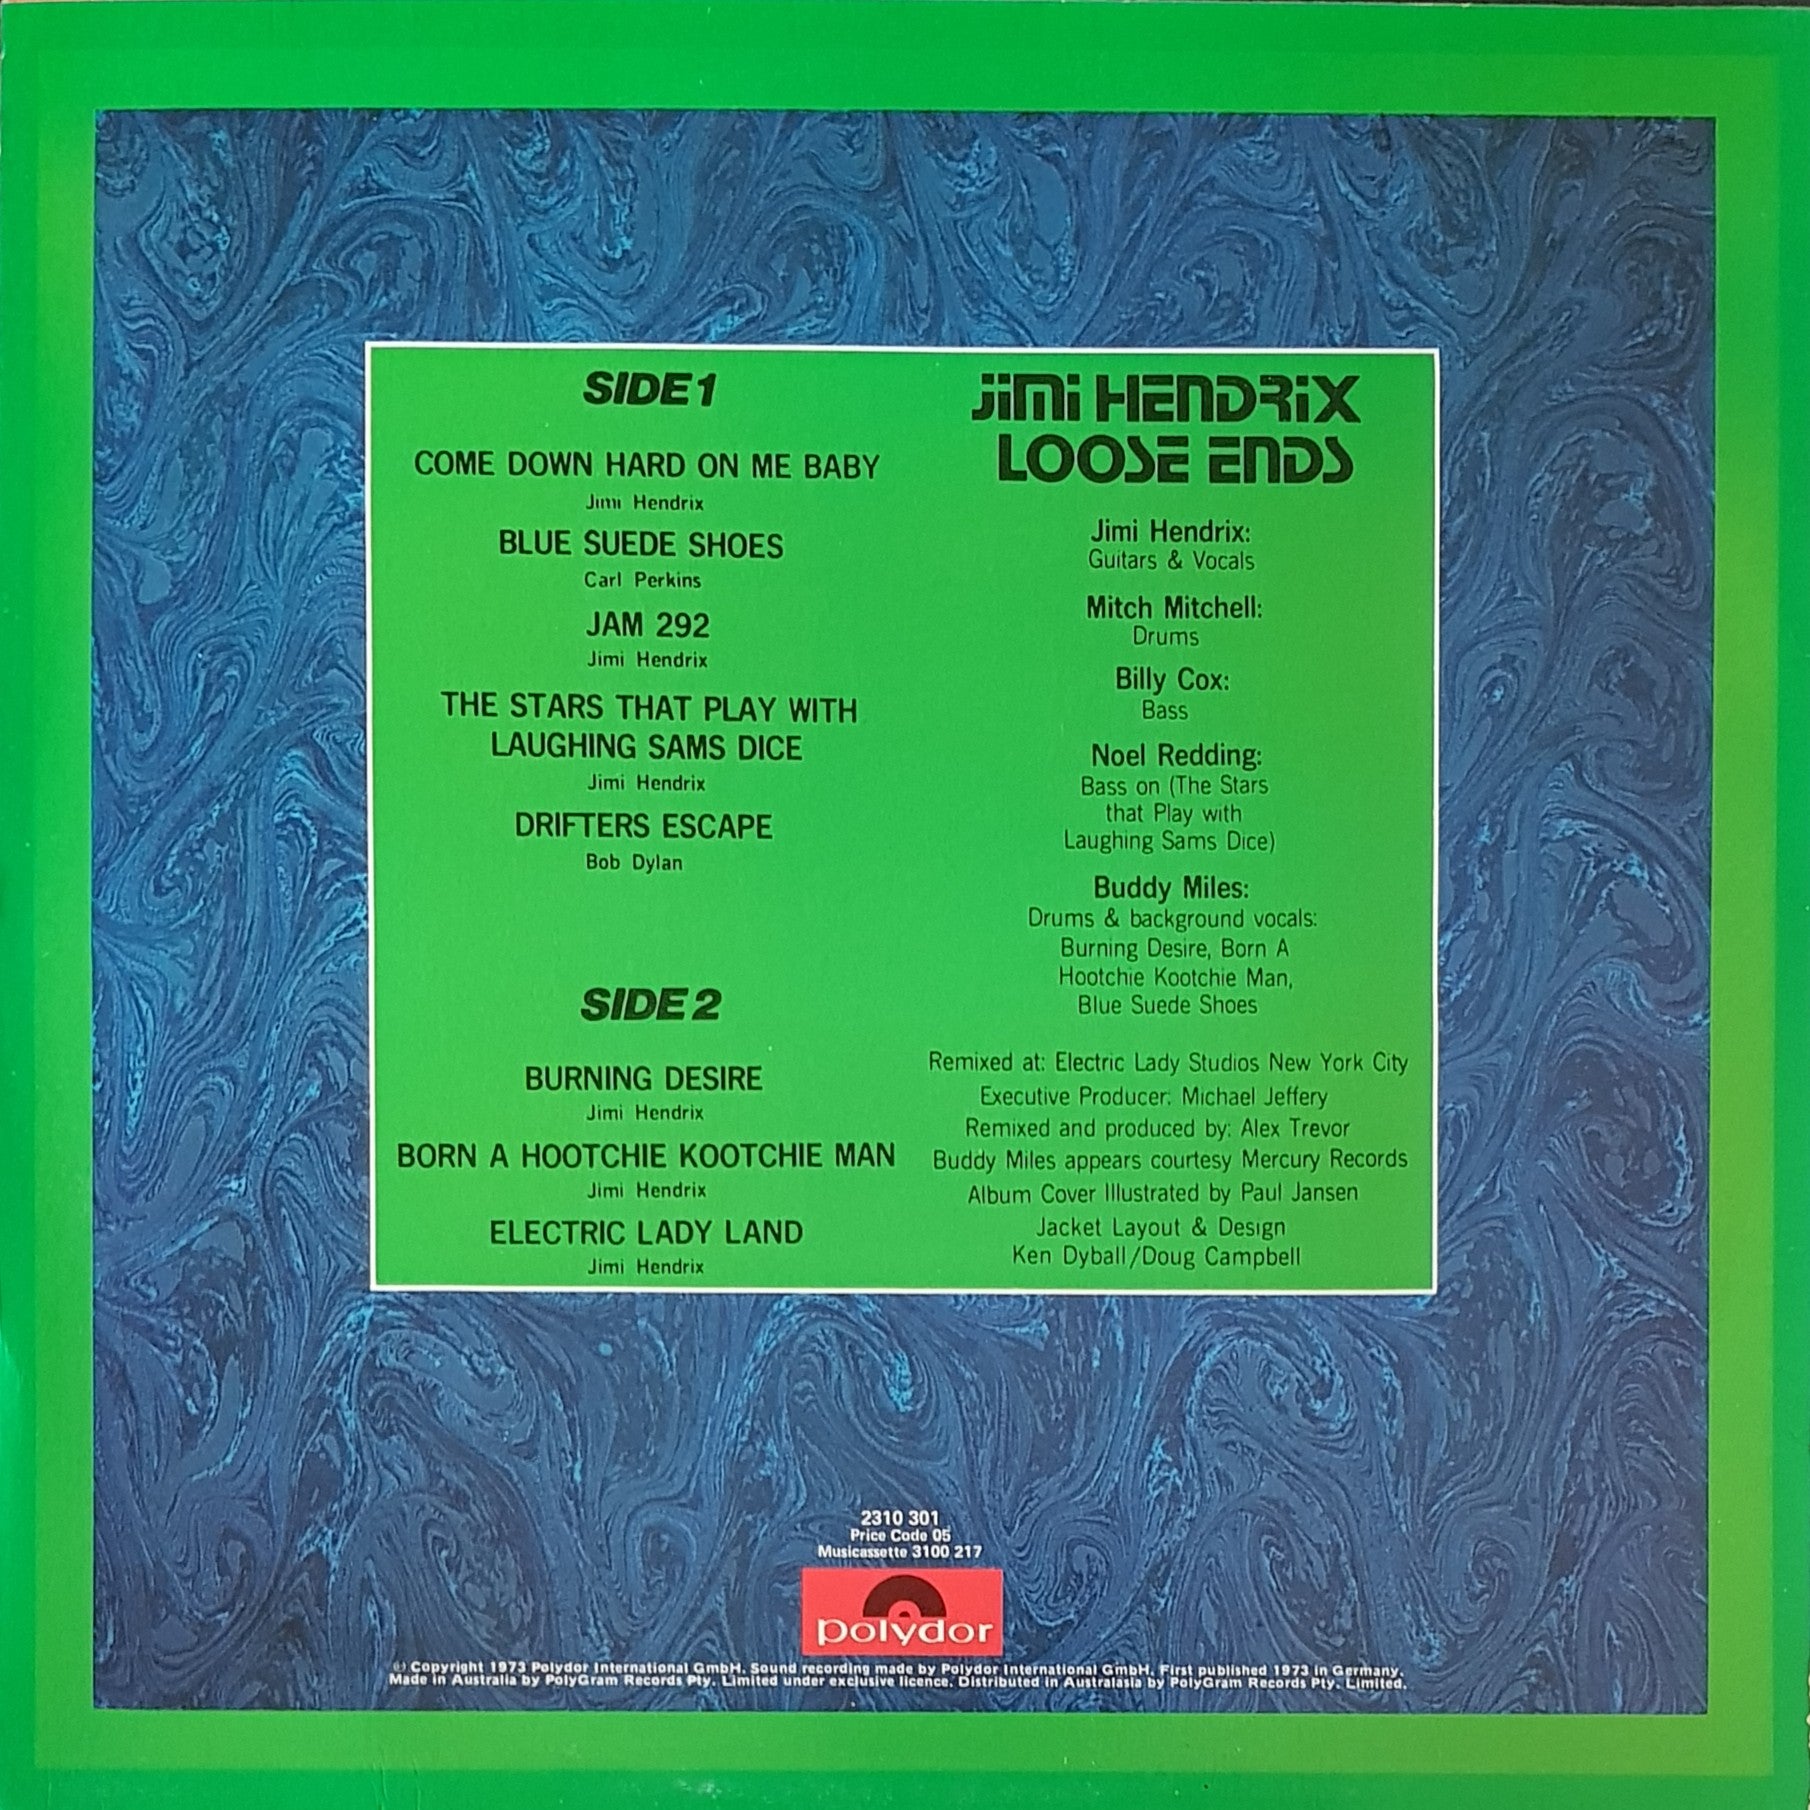 SIDE 1
COME DOWN HARD ON ME BABY
Jimi Hendrix
BLUE SUEDE SHOES
Carl Perkins
JAM 292
Jimi Hendrix
THE STARS THAT PLAY WITH
LAUGHING SAMS DICE
Jimi Hendrix
DRIFTERS ESCAPE
Bob Dylan
SIDE 2
BURNING DESIRE
Jimi Hendrix
BORN A HOOTCHIE KOOTCHIE MAN
Jimi Hendrix
ELECTRIC LADY LAND
Jimi Hendrix
JIMI HENDRIX
LOOSE ENDS
Jimi Hendrix:
Guitars & Vocals
Mitch Mitchell:
Drums
Billy Cox:
Bass
Noel Redding:
Bass on (The Stars
that Play with
Laughing Sams Dice)
Buddy Miles:
Drums & background vocals:
Burning Desire, Born A
Hootchie Kootchie Man,
Blue Suede Shoes
Remixed at: Electric Lady Studios New York City
Executive Producer: Michael Jeffery
Remixed and produced by: Alex Trevor
Buddy Miles appears courtesy Mercury Records
Album Cover Illustrated by Paul Jansen
Jacket Layout & Design
Ken Dyball/Doug Campbell
2310 301
Price Code 05
Musicassette 3100 217
polydor
℗ Copyright 1973 Polydor International GmbH. Sound recording made by Polydor International GmbH. First published 1973 in Germany.
Made in Australia by PolyGram Records Pty. Limited under exclusive licence. Distributed in Australasia by PolyGram Records Pty. Limited.